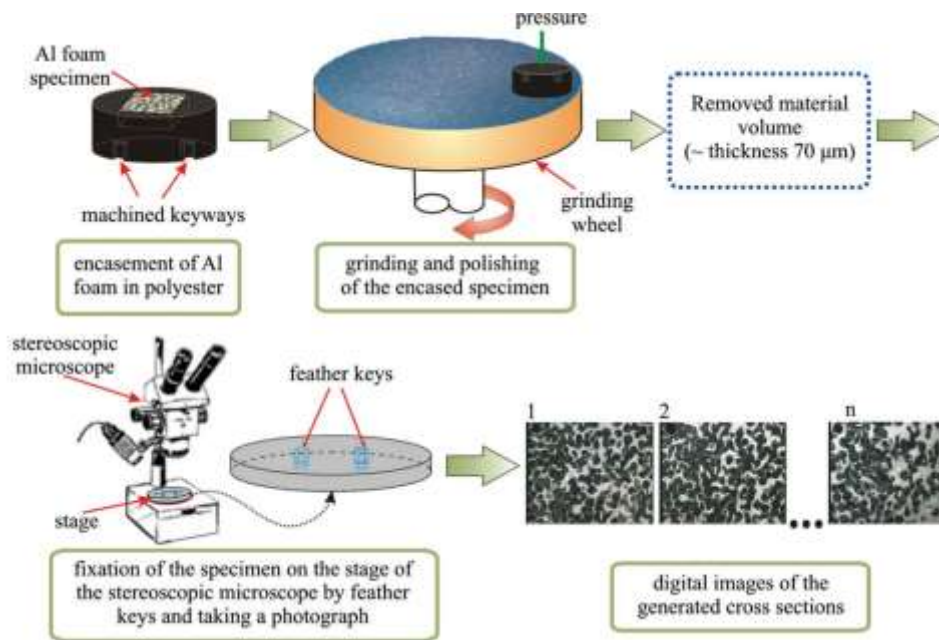 pressure
Al foam
specimen
machined keyways
encasement of Al
foam in polyester
grinding
wheel
grinding and polishing
of the encased specimen
Removed material
volume
(~ thickness 70 μm)
stereoscopic
microscope
stage
feather keys
fixation of the specimen on the stage of
the stereoscopic microscope by feather
keys and taking a photograph
1
2
n
digital images of the
generated cross sections